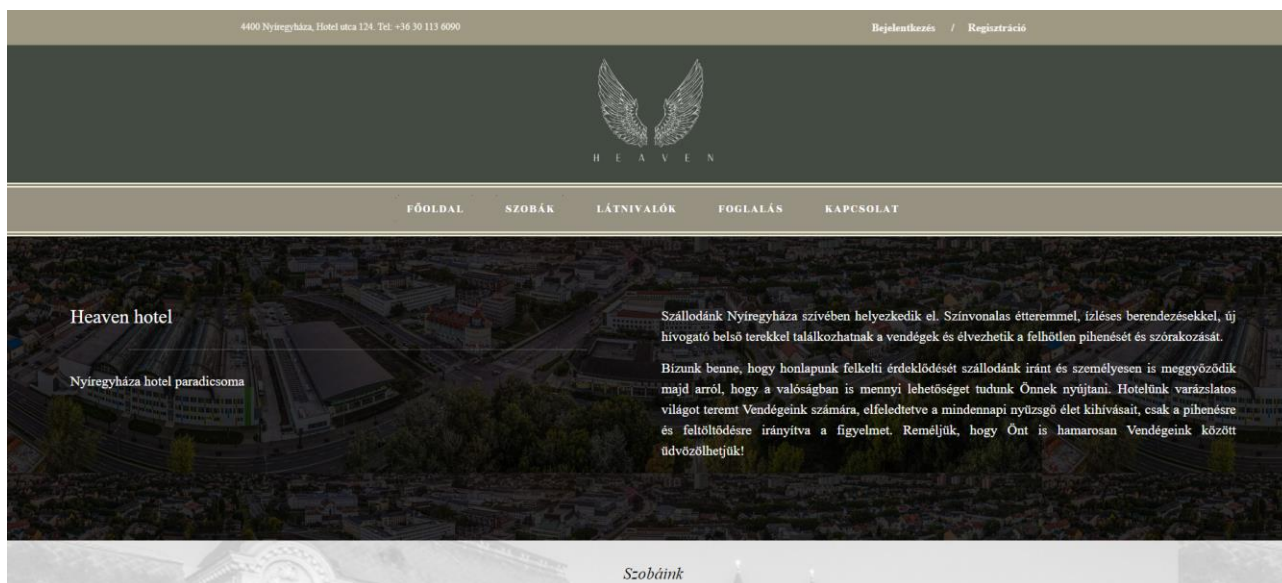 4400 Nyíregyháza, Hotel utca 124. Tel: +36 30 113 6090
Bejelentkezés / Regisztráció
HEAVEN
FŐOLDAL SZOBÁK LÁTNIVALÓK FOGLALÁS KAPCSOLAT
Heaven hotel
Nyíregyháza hotel paradicsoma
Szállodánk Nyíregyháza szívében helyezkedik el. Színvonalas étteremmel, ízléses berendezésekkel, új
hívogató belső terekkel találkozhatnak a vendégek és élvezhetik a felhőtlen pihenését és szórakozását.
Bízunk benne, hogy honlapunk felkelti érdeklődését szállodánk iránt és személyesen is meggyőződik
majd arról, hogy a valóságban is mennyi lehetőséget tudunk Önnek nyújtani. Hotelünk varázslatos
világot teremt Vendégeink számára, elfeledtetve a mindennapi nyüzsgő élet kihívásait, csak a pihenésre
és feltöltődésre irányítva a figyelmet. Reméljük, hogy Önt is hamarosan Vendégeink között
üdvözölhetjük!
Szobáink